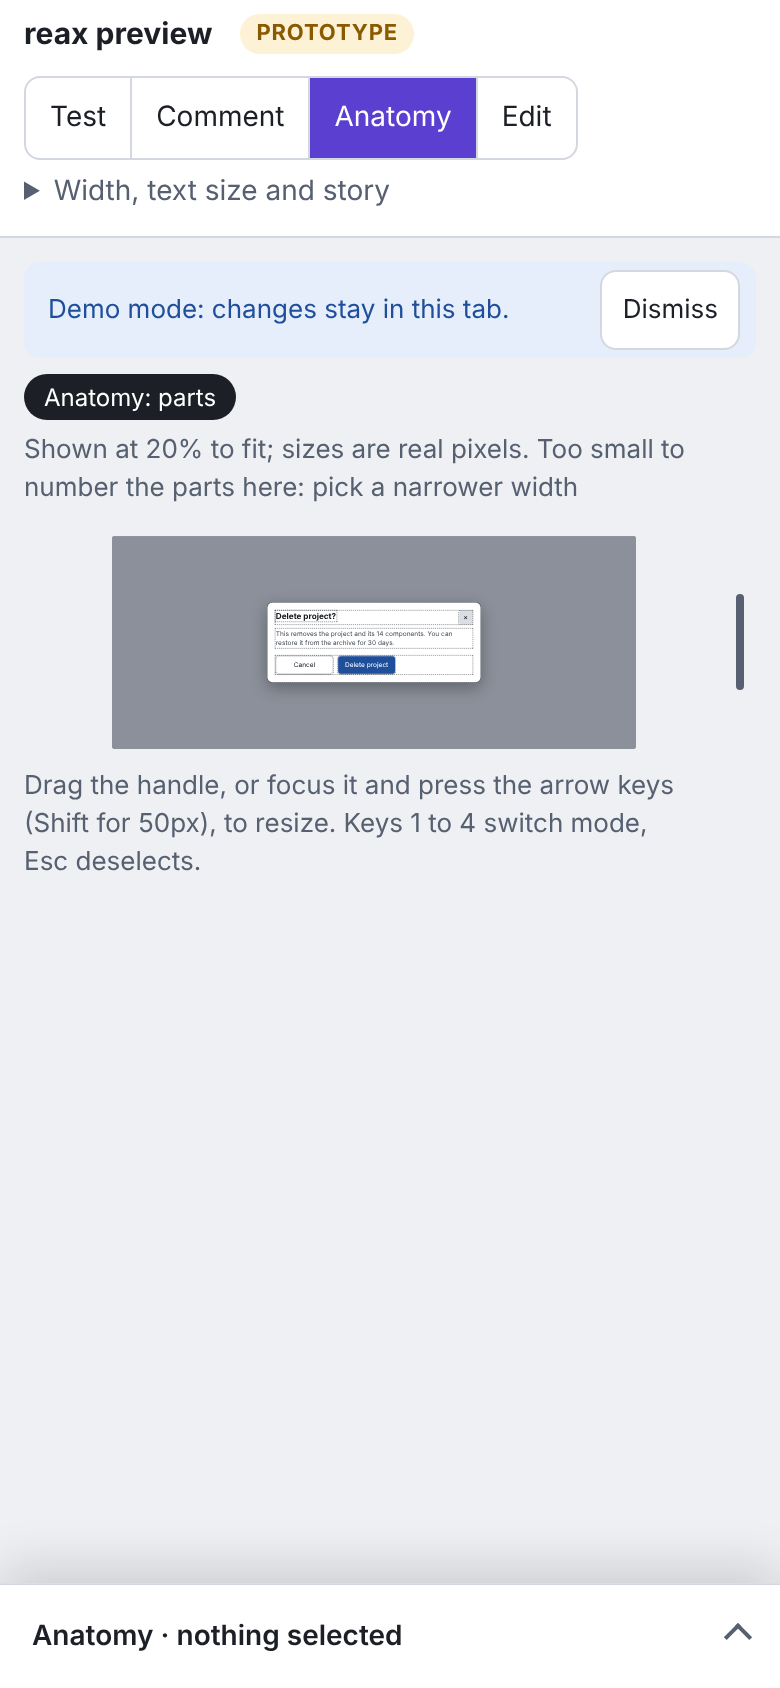 reax preview
PROTOTYPE
Test
Comment
Anatomy
Edit
▶ Width, text size and story
Demo mode: changes stay in this tab.
Dismiss
Anatomy: parts
Shown at 20% to fit; sizes are real pixels. Too small to
number the parts here: pick a narrower width
Delete project?
×
This removes the project and its 14 components. You can
restore it from the archive for 30 days.
Cancel
Delete project
Drag the handle, or focus it and press the arrow keys
(Shift for 50px), to resize. Keys 1 to 4 switch mode,
Esc deselects.
Anatomy · nothing selected